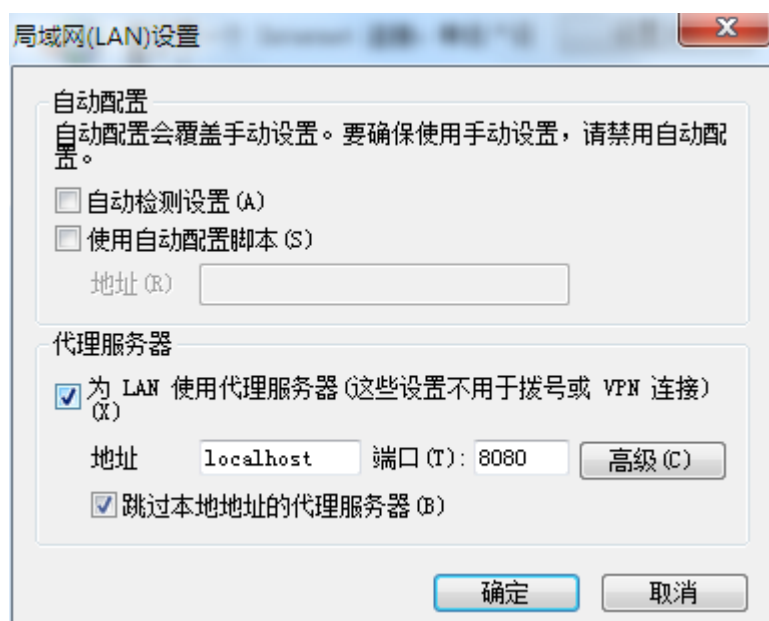 局域网(LAN)设置
自动配置
自动配置会覆盖手动设置。要确保使用手动设置，请禁用自动配
置。
自动检测设置(A)
使用自动配置脚本(S)
地址(R)
代理服务器
为 LAN 使用代理服务器(这些设置不用于拨号或 VPN 连接)
(X)
地址 localhost 端口(T): 8080 高级(C)
跳过本地地址的代理服务器(B)
确定 取消